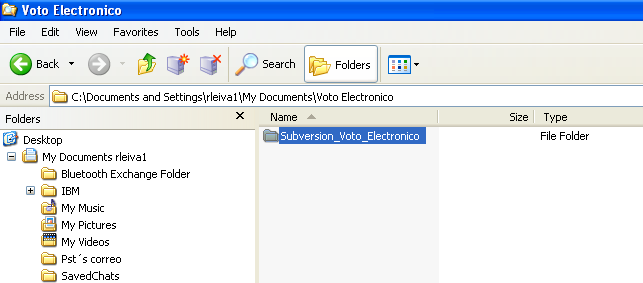 Voto Electronico
File Edit View Favorites Tools Help
Back Search Folders
Address C:\Documents and Settings\rleiva1\My Documents\Voto Electronico
Folders Name Size Type
Desktop Subversion_Voto_Electronico File Folder
My Documents rleiva1
Bluetooth Exchange Folder
IBM
My Music
My Pictures
My Videos
Pst´s correo
SavedChats